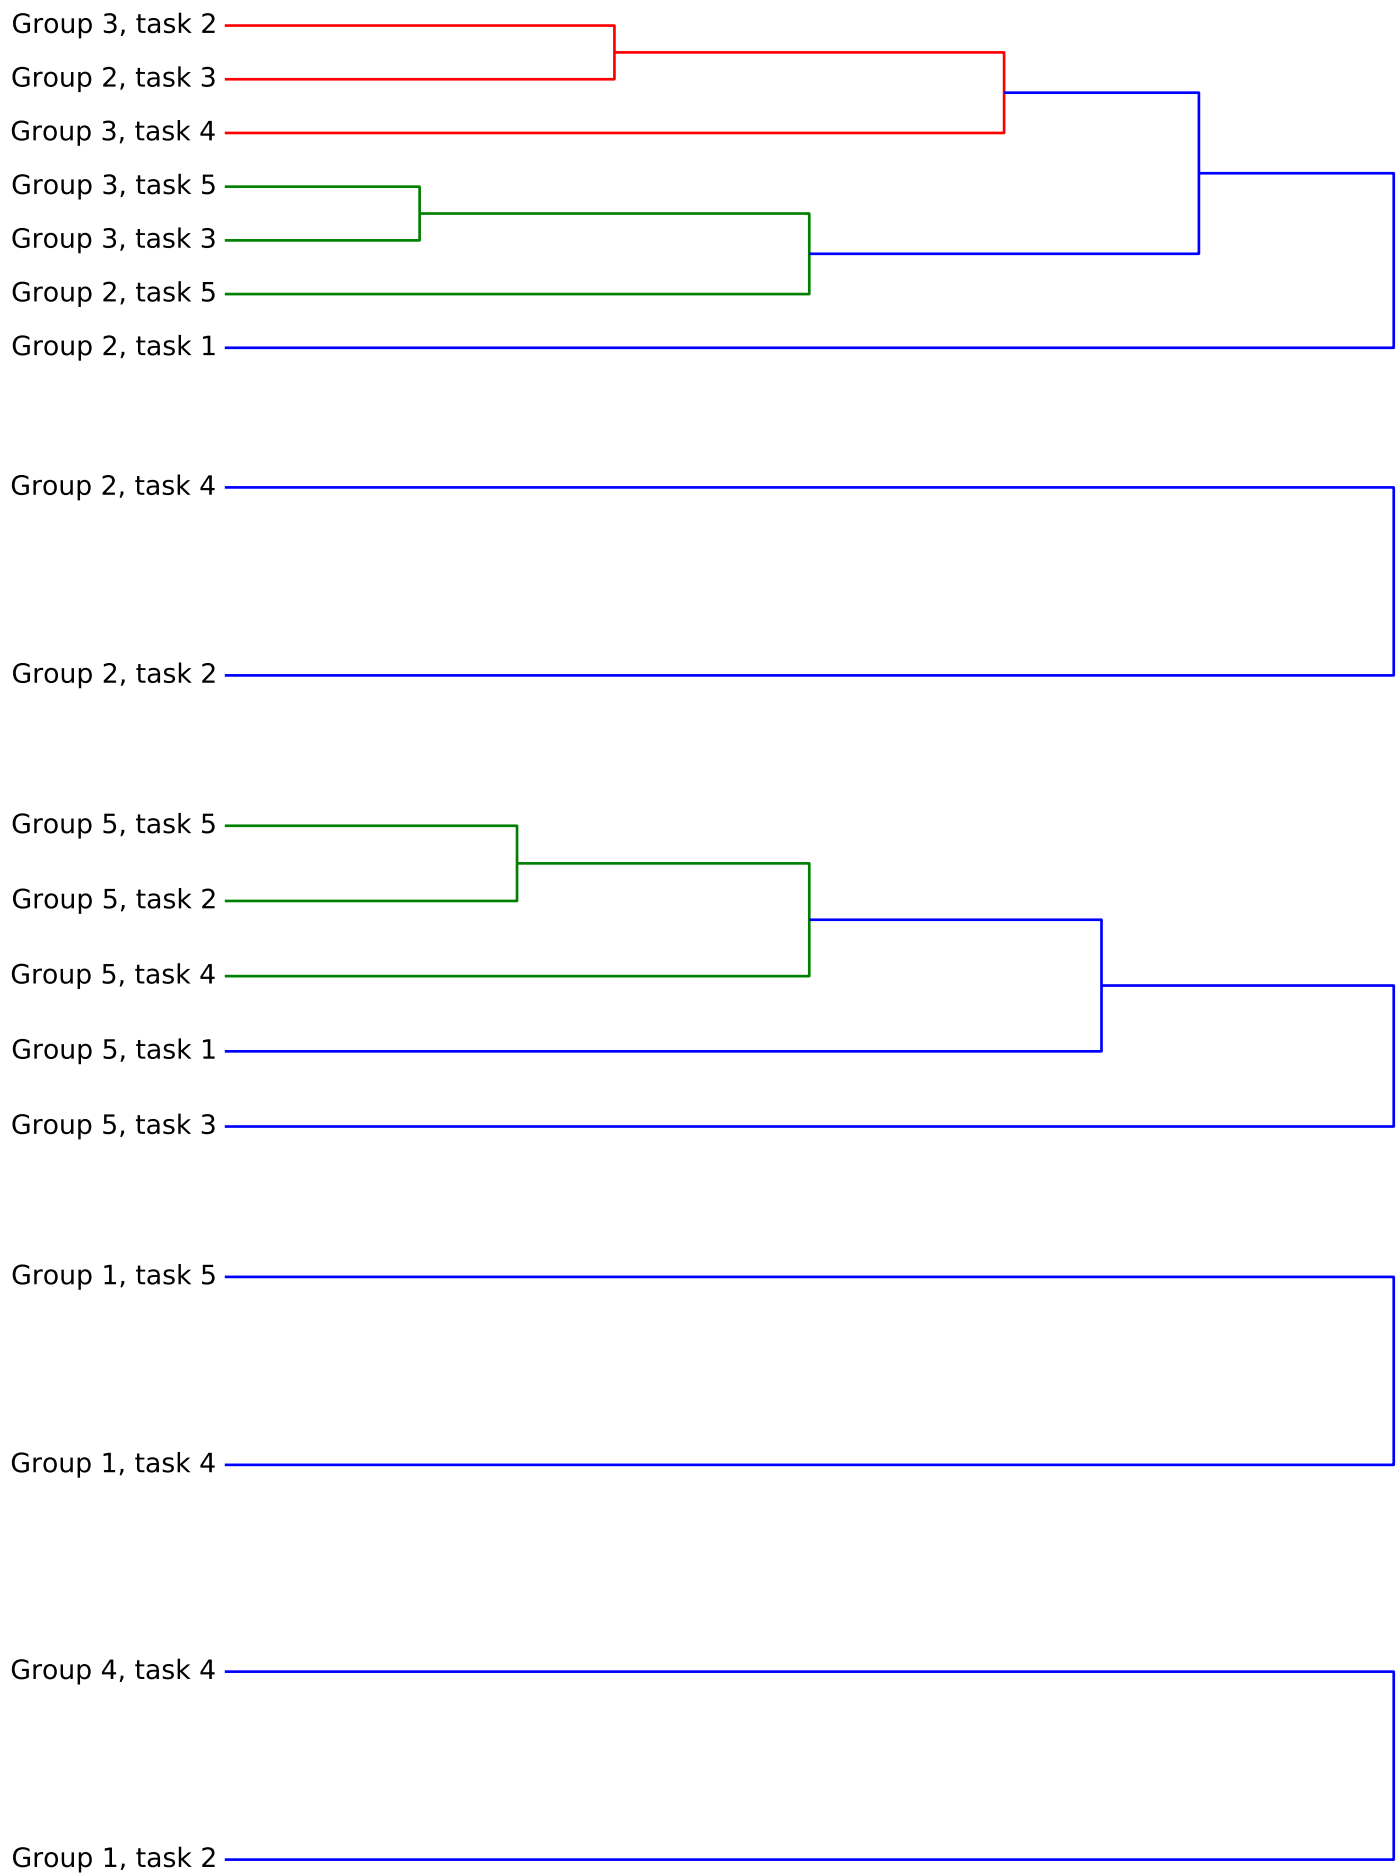 Group 3, task 2
Group 2, task 3
Group 3, task 4
Group 3, task 5
Group 3, task 3
Group 2, task 5
Group 2, task 1
Group 2, task 4
Group 2, task 2
Group 5, task 5
Group 5, task 2
Group 5, task 4
Group 5, task 1
Group 5, task 3
Group 1, task 5
Group 1, task 4
Group 4, task 4
Group 1, task 2